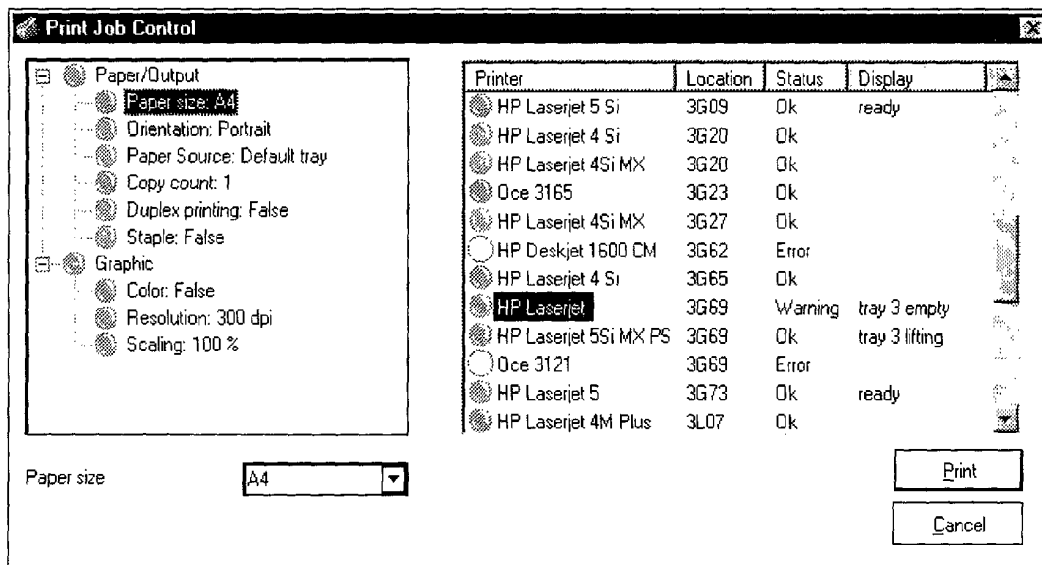 Print Job Control
Paper/Output
Paper size: A4
Orientation: Portrait
Paper Source: Default tray
Copy count: 1
Duplex printing: False
Staple: False
Graphic
Color: False
Resolution: 300 dpi
Scaling: 100 %
Paper size A4
Printer Location Status Display
HP Laserjet 5 Si 3G09 Ok ready
HP Laserjet 4 Si 3G20 Ok
HP Laserjet 4Si MX 3G20 Ok
Oce 3165 3G23 Ok
HP Laserjet 4Si MX 3G27 Ok
HP Deskjet 1600 CM 3G62 Error
HP Laserjet 4 Si 3G65 Ok
HP Laserjet 3G69 Warning tray 3 empty
HP Laserjet 5Si MX PS 3G69 Ok tray 3 lifting
Oce 3121 3G69 Error
HP Laserjet 5 3G73 Ok ready
HP Laserjet 4M Plus 3L07 Ok
Print
Cancel